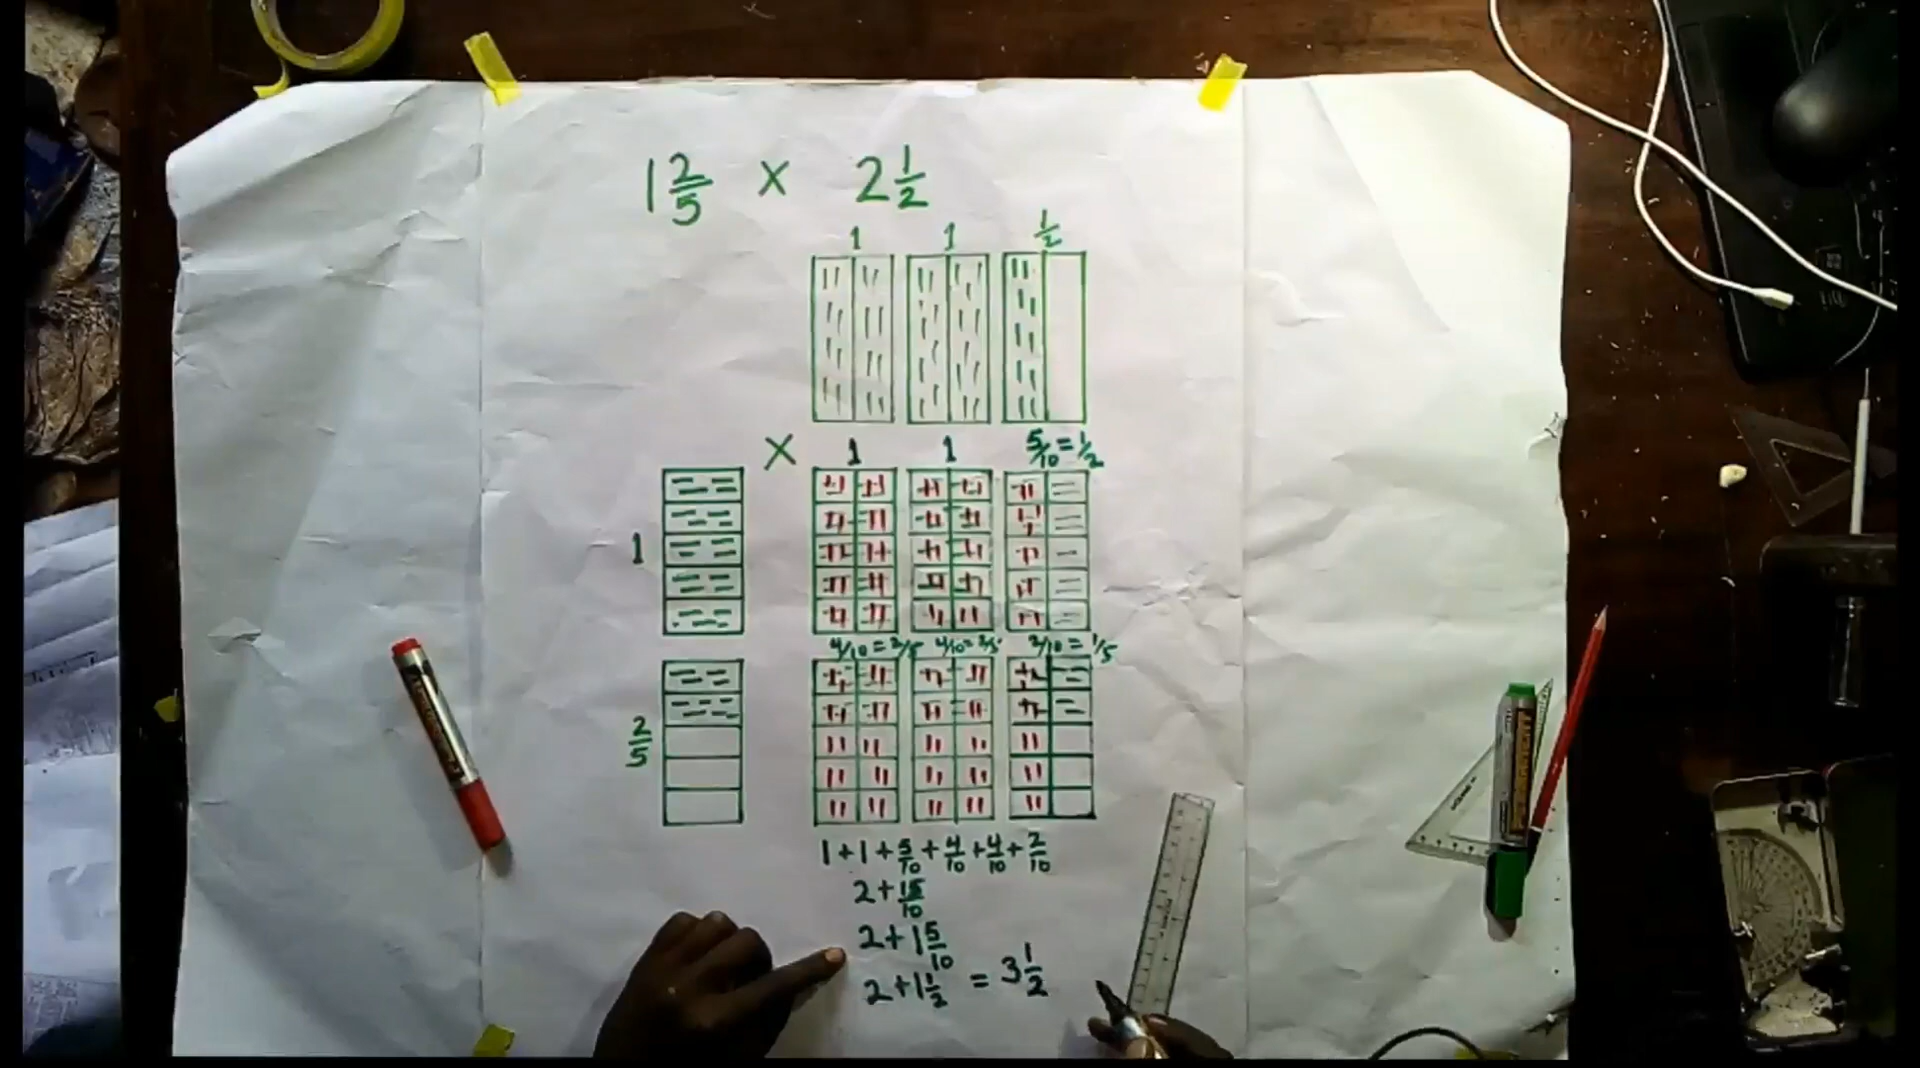 1 2/5 × 2 1/2
1 1 1/2
× 1 1 5/10 = 1/2
1
4/10 = 2/5 4/10 = 2/5 2/10 = 1/5
2/5
1 + 1 + 5/10 + 4/10 + 4/10 + 2/10
2 + 15/10
2 + 1 5/10
2 + 1 1/2 = 3 1/2